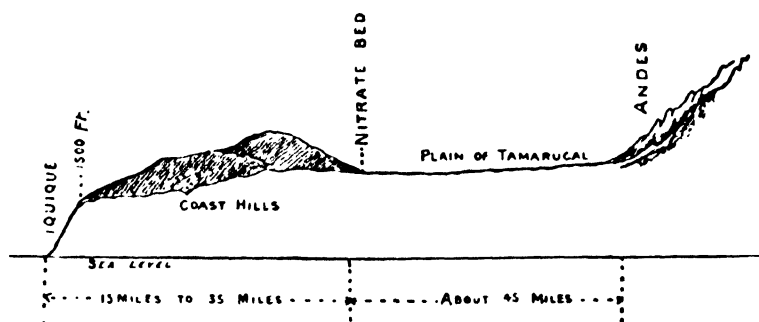 IQUIQUE
1500 FT.
NITRATE BED
ANDES
PLAIN OF TAMARUGAL
COAST HILLS
SEA LEVEL
15 MILES TO 35 MILES
ABOUT 45 MILES